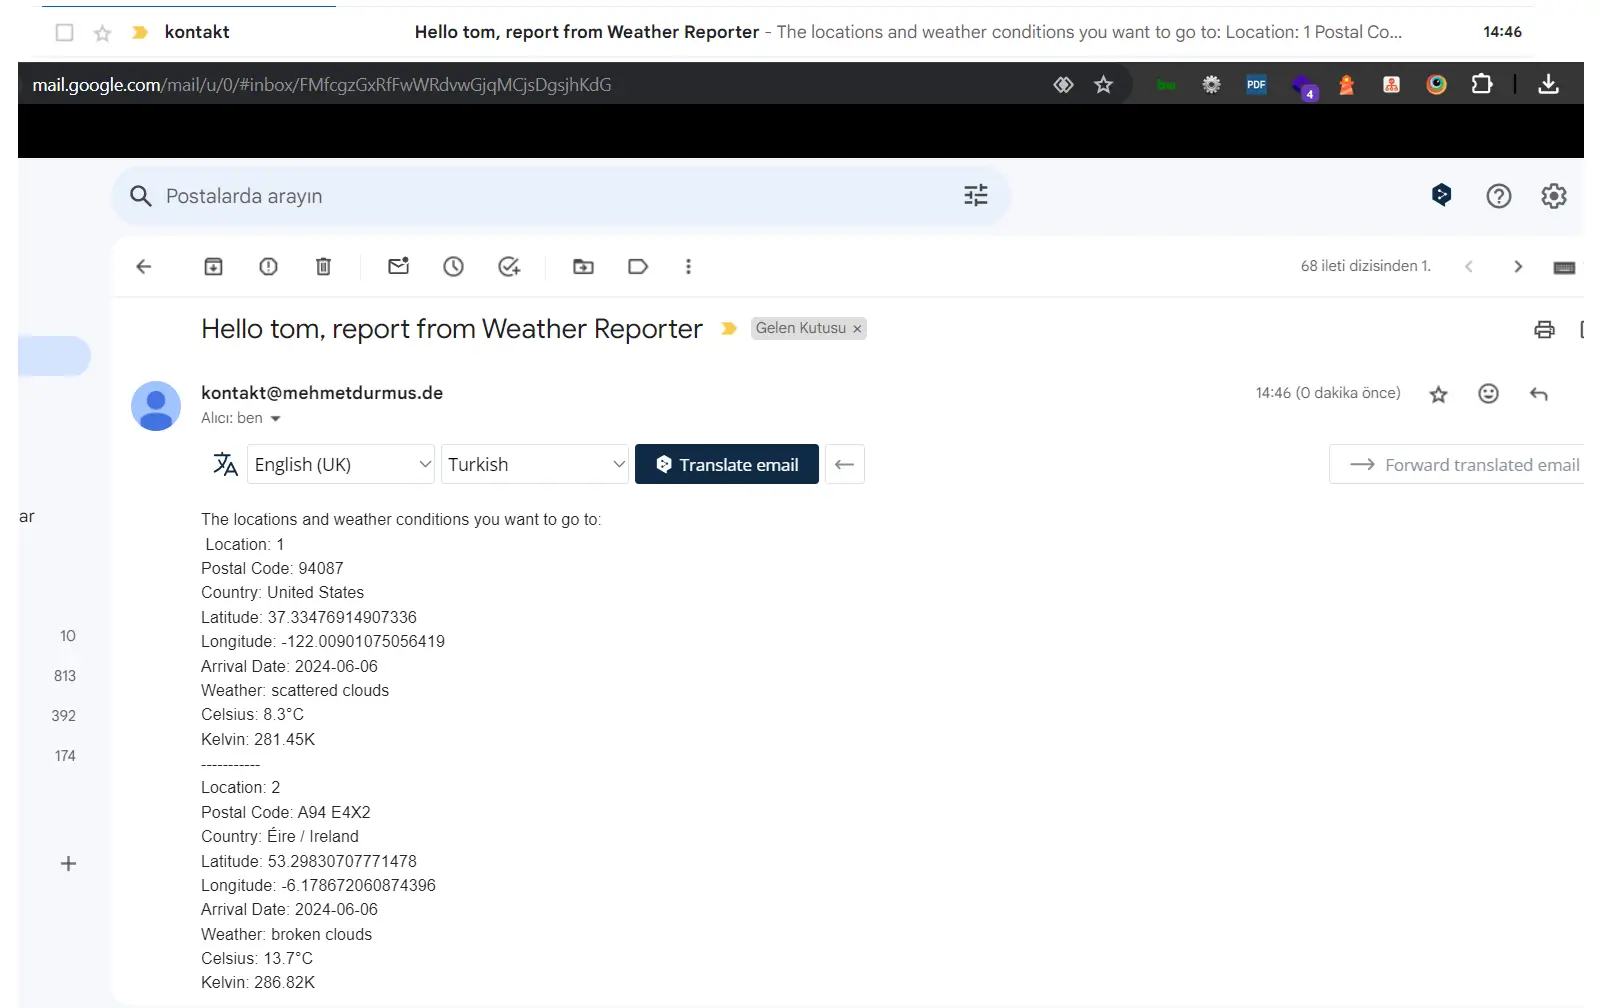 kontakt Hello tom, report from Weather Reporter - The locations and weather conditions you want to go to: Location: 1 Postal Co... 14:46
mail.google.com/mail/u/0/#inbox/FMfcgzGxRfFwWRdvwGjqMCjsDgsjhKdG
PDF
4
Postalarda arayın
68 ileti dizisinden 1.
Hello tom, report from Weather Reporter Gelen Kutusu ×
kontakt@mehmetdurmus.de 14:46 (0 dakika önce)
Alıcı: ben
English (UK) Turkish Translate email Forward translated email
The locations and weather conditions you want to go to:
ar
Location: 1
Postal Code: 94087
Country: United States
Latitude: 37.33476914907336
Longitude: -122.00901075056419
Arrival Date: 2024-06-06
Weather: scattered clouds
Celsius: 8.3°C
Kelvin: 281.45K
-----------
Location: 2
Postal Code: A94 E4X2
Country: Éire / Ireland
Latitude: 53.29830707771478
Longitude: -6.178672060874396
Arrival Date: 2024-06-06
Weather: broken clouds
Celsius: 13.7°C
Kelvin: 286.82K
10
813
392
174